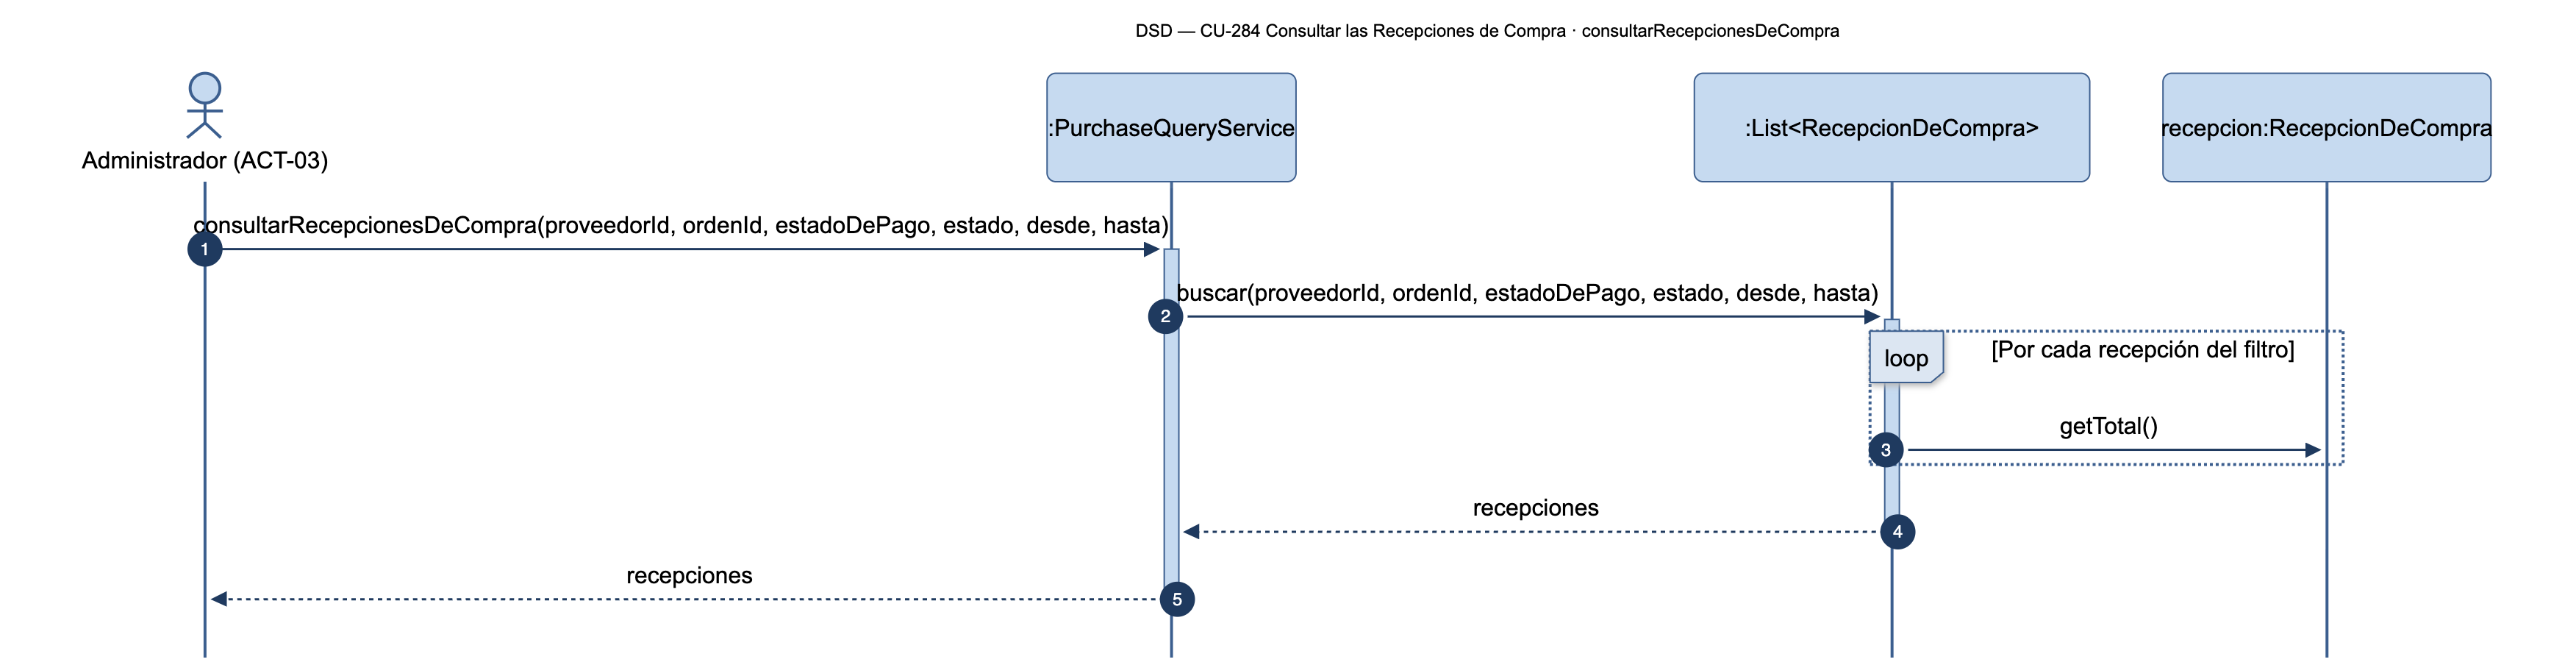 DSD — CU-284 Consultar las Recepciones de Compra · consultarRecepcionesDeCompra
Administrador (ACT-03)
:PurchaseQueryService
:List<RecepcionDeCompra>
recepcion:RecepcionDeCompra
consultarRecepcionesDeCompra(proveedorId, ordenId, estadoDePago, estado, desde, hasta)
1
buscar(proveedorId, ordenId, estadoDePago, estado, desde, hasta)
2
loop
[Por cada recepción del filtro]
getTotal()
3
recepciones
4
recepciones
5